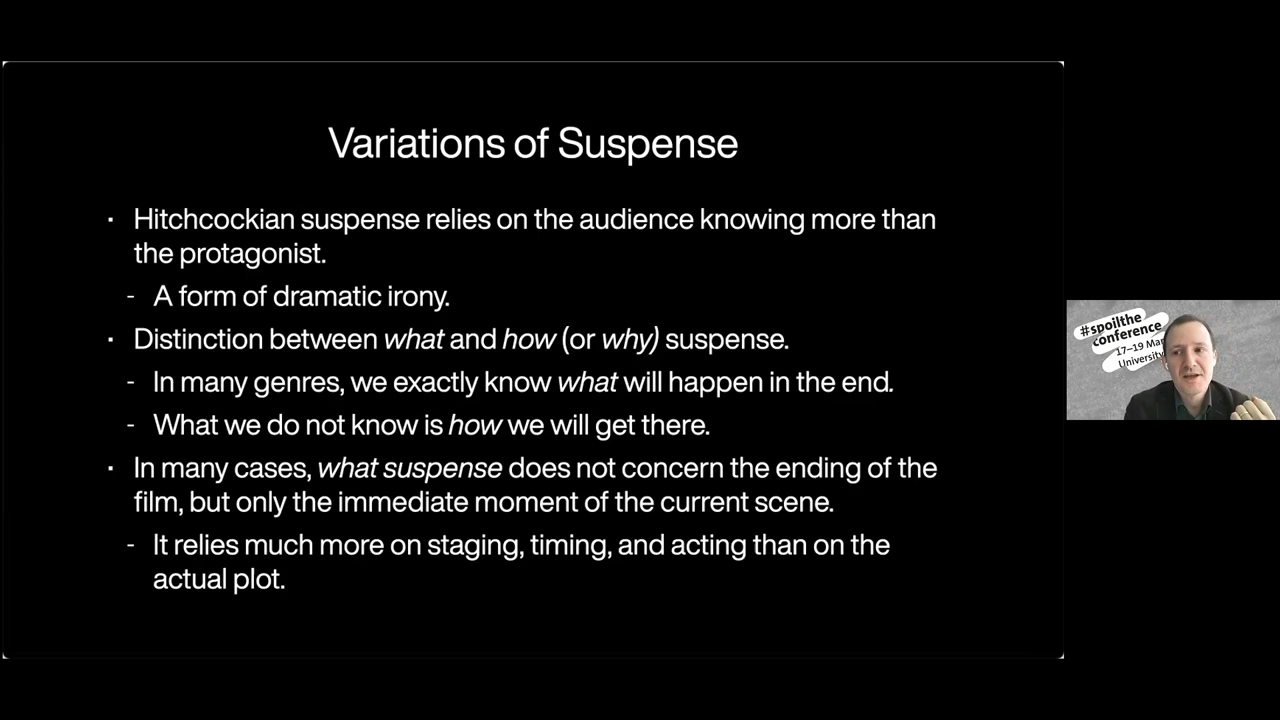 Variations of Suspense
· Hitchcockian suspense relies on the audience knowing more than
the protagonist.
- A form of dramatic irony.
· Distinction between what and how (or why) suspense.
- In many genres, we exactly know what will happen in the end.
- What we do not know is how we will get there.
· In many cases, what suspense does not concern the ending of the
film, but only the immediate moment of the current scene.
- It relies much more on staging, timing, and acting than on the
actual plot.
#spoilthe
conference
17–19 Mar
University